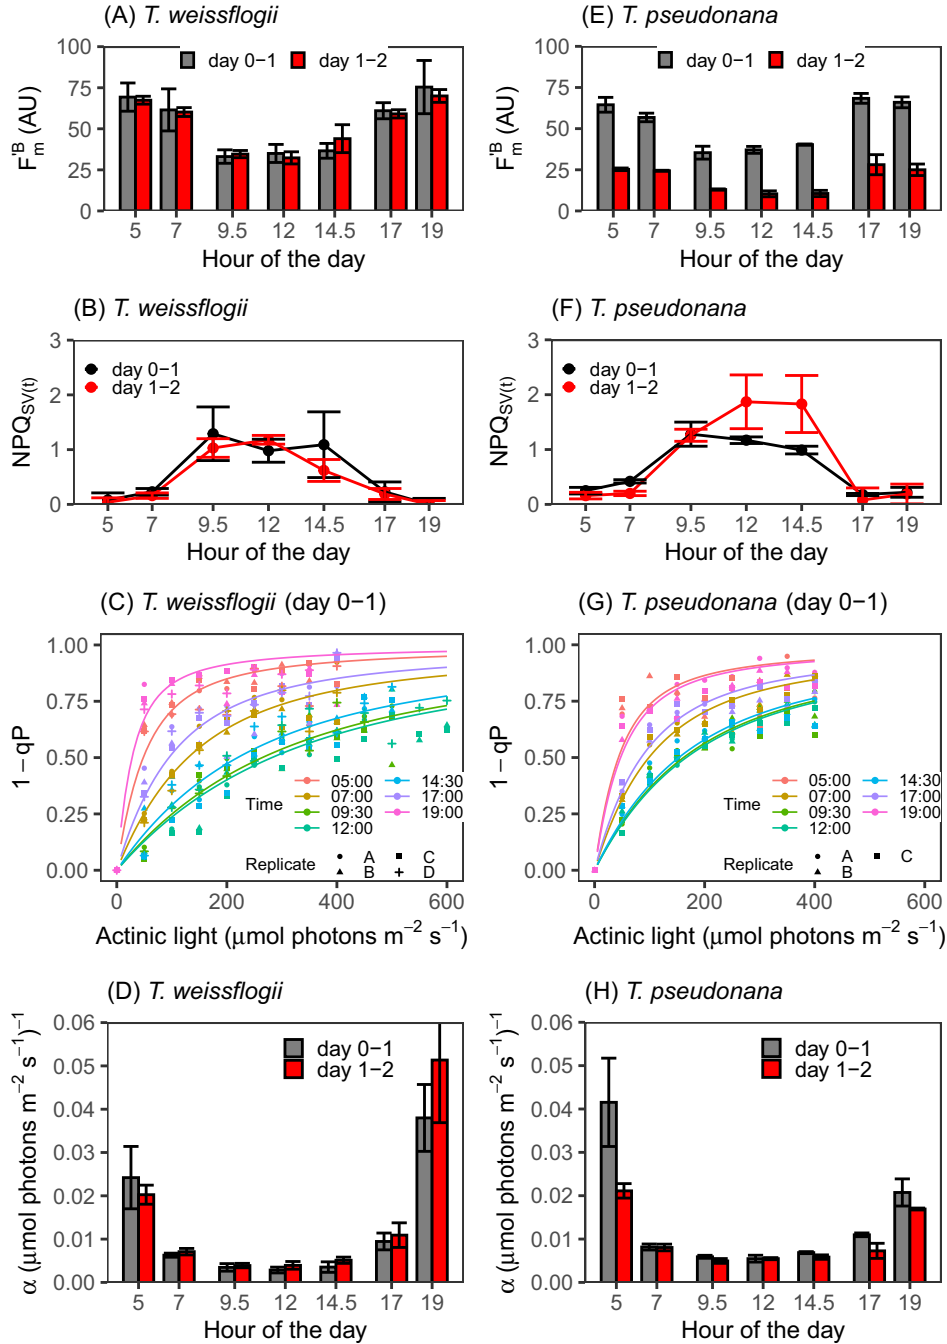 (A) T. weissflogii
100
75
50
25
0
F′ᴮₘ (AU)
day 0−1
day 1−2
5 7 9.5 12 14.5 17 19
Hour of the day
(E) T. pseudonana
100
75
50
25
0
F′ᴮₘ (AU)
day 0−1
day 1−2
5 7 9.5 12 14.5 17 19
Hour of the day
(B) T. weissflogii
3
2
1
0
NPQSV(t)
day 0−1
day 1−2
5 7 9.5 12 14.5 17 19
Hour of the day
(F) T. pseudonana
3
2
1
0
NPQSV(t)
day 0−1
day 1−2
5 7 9.5 12 14.5 17 19
Hour of the day
(C) T. weissflogii (day 0−1)
1.00
0.75
0.50
0.25
0.00
1 − qP
Time
05:00 14:30
07:00 17:00
09:30 19:00
12:00
Replicate
A C
B D
0 200 400 600
Actinic light (μmol photons m⁻² s⁻¹)
(G) T. pseudonana (day 0−1)
1.00
0.75
0.50
0.25
0.00
1 − qP
Time
05:00 14:30
07:00 17:00
09:30 19:00
12:00
Replicate
A C
B
0 200 400 600
Actinic light (μmol photons m⁻² s⁻¹)
(D) T. weissflogii
0.06
0.05
0.04
0.03
0.02
0.01
0.00
α (μmol photons m⁻² s⁻¹)⁻¹
day 0−1
day 1−2
5 7 9.5 12 14.5 17 19
Hour of the day
(H) T. pseudonana
0.06
0.05
0.04
0.03
0.02
0.01
0.00
α (μmol photons m⁻² s⁻¹)⁻¹
day 0−1
day 1−2
5 7 9.5 12 14.5 17 19
Hour of the day